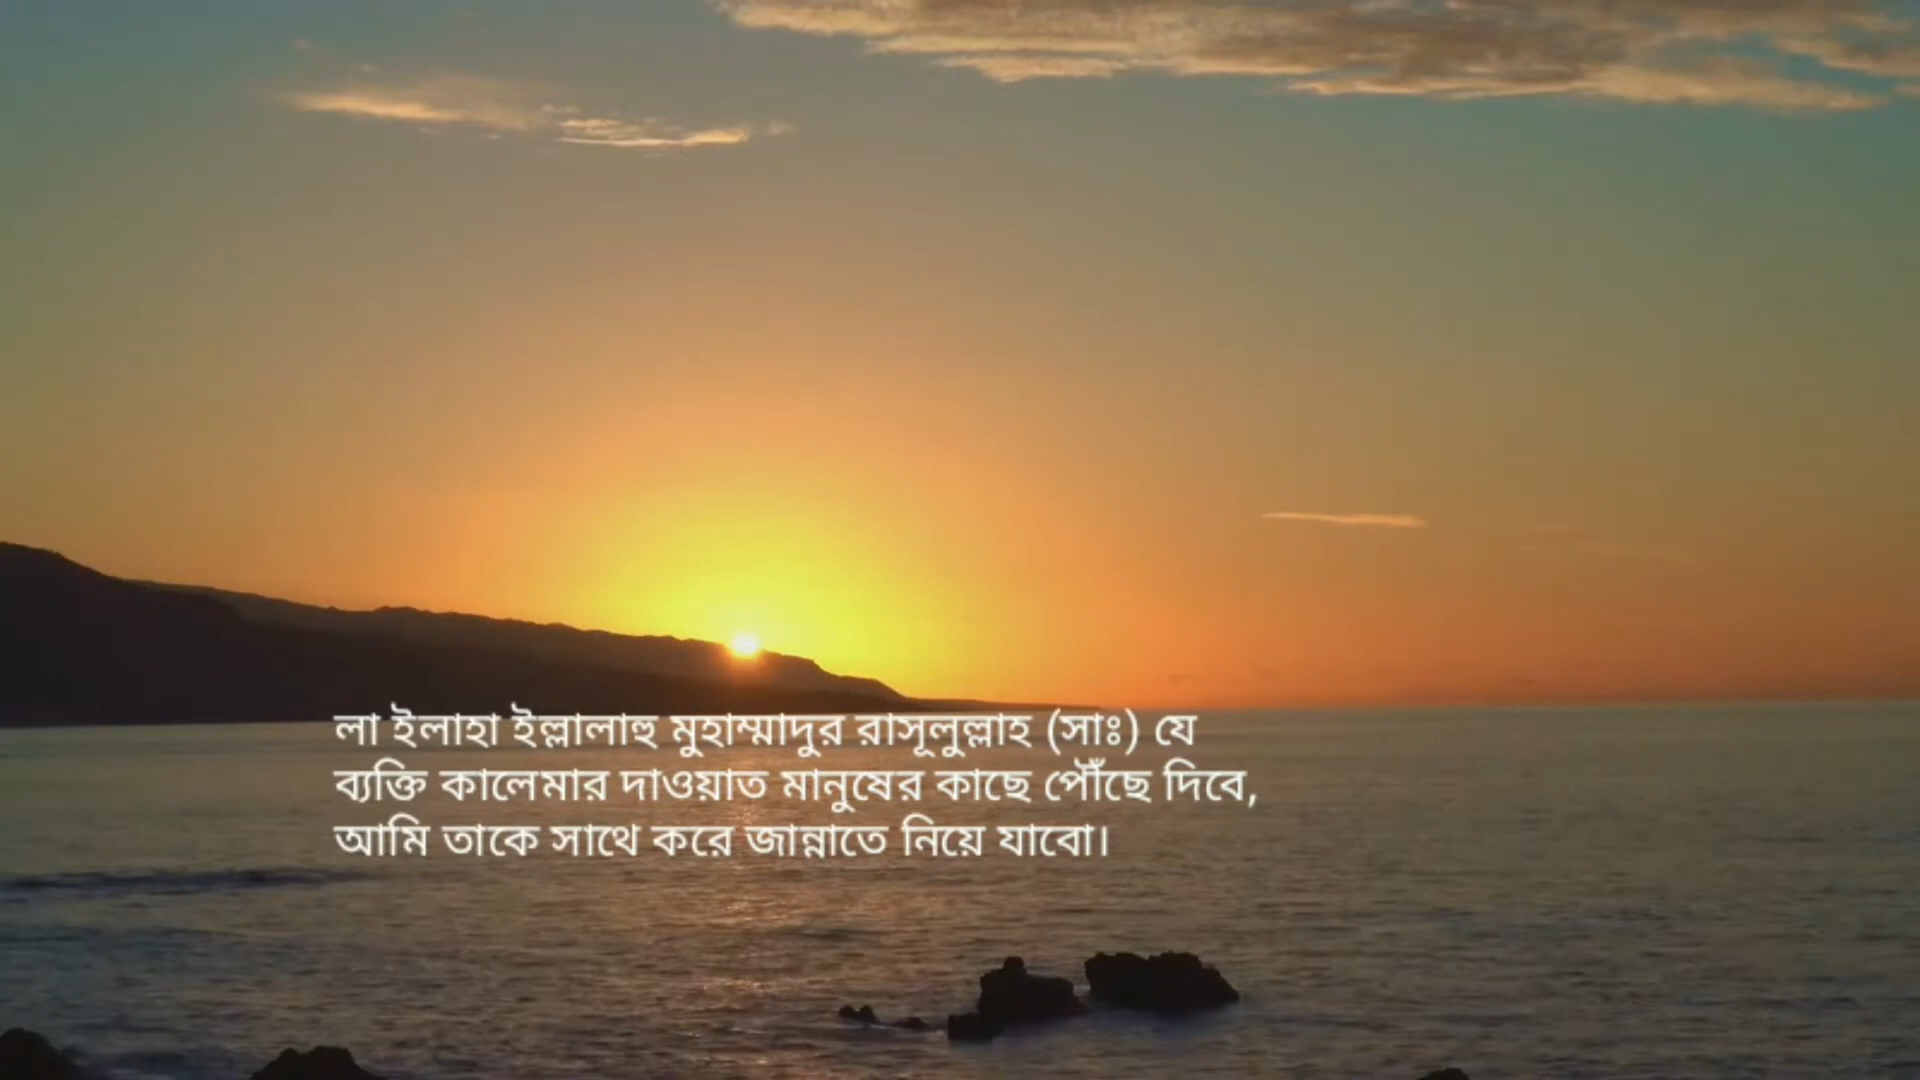 লা ইলাহা ইল্লালাহু মুহাম্মাদুর রাসূলুল্লাহ (সাঃ) যে
ব্যক্তি কালেমার দাওয়াত মানুষের কাছে পৌঁছে দিবে,
আমি তাকে সাথে করে জান্নাতে নিয়ে যাবো।